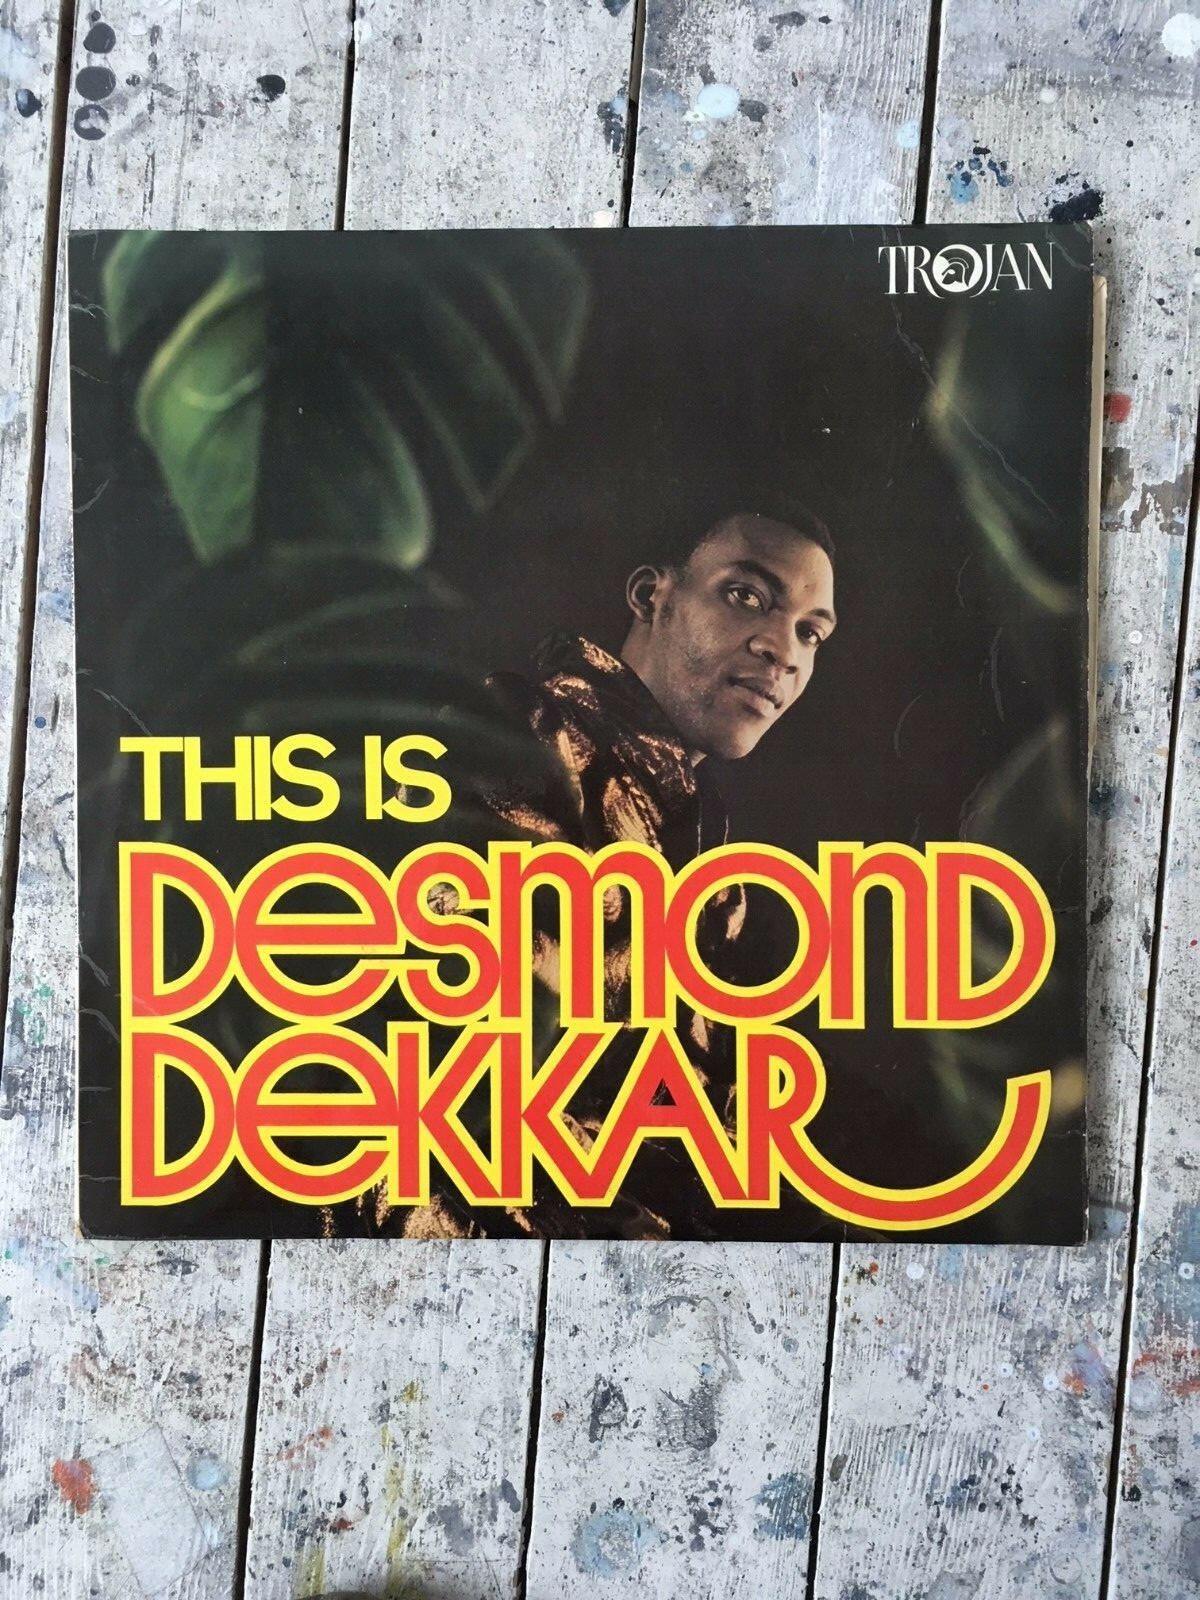 TROJAN
THIS IS
DesmonD
DeKKAR